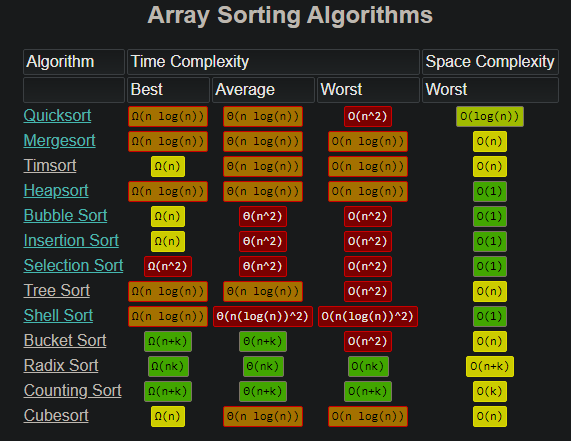 Array Sorting Algorithms
Algorithm Time Complexity Space Complexity
Best Average Worst Worst
Quicksort Ω(n log(n)) Θ(n log(n)) O(n^2) O(log(n))
Mergesort Ω(n log(n)) Θ(n log(n)) O(n log(n)) O(n)
Timsort Ω(n) Θ(n log(n)) O(n log(n)) O(n)
Heapsort Ω(n log(n)) Θ(n log(n)) O(n log(n)) O(1)
Bubble Sort Ω(n) Θ(n^2) O(n^2) O(1)
Insertion Sort Ω(n) Θ(n^2) O(n^2) O(1)
Selection Sort Ω(n^2) Θ(n^2) O(n^2) O(1)
Tree Sort Ω(n log(n)) Θ(n log(n)) O(n^2) O(n)
Shell Sort Ω(n log(n)) Θ(n(log(n))^2) O(n(log(n))^2) O(1)
Bucket Sort Ω(n+k) Θ(n+k) O(n^2) O(n)
Radix Sort Ω(nk) Θ(nk) O(nk) O(n+k)
Counting Sort Ω(n+k) Θ(n+k) O(n+k) O(k)
Cubesort Ω(n) Θ(n log(n)) O(n log(n)) O(n)